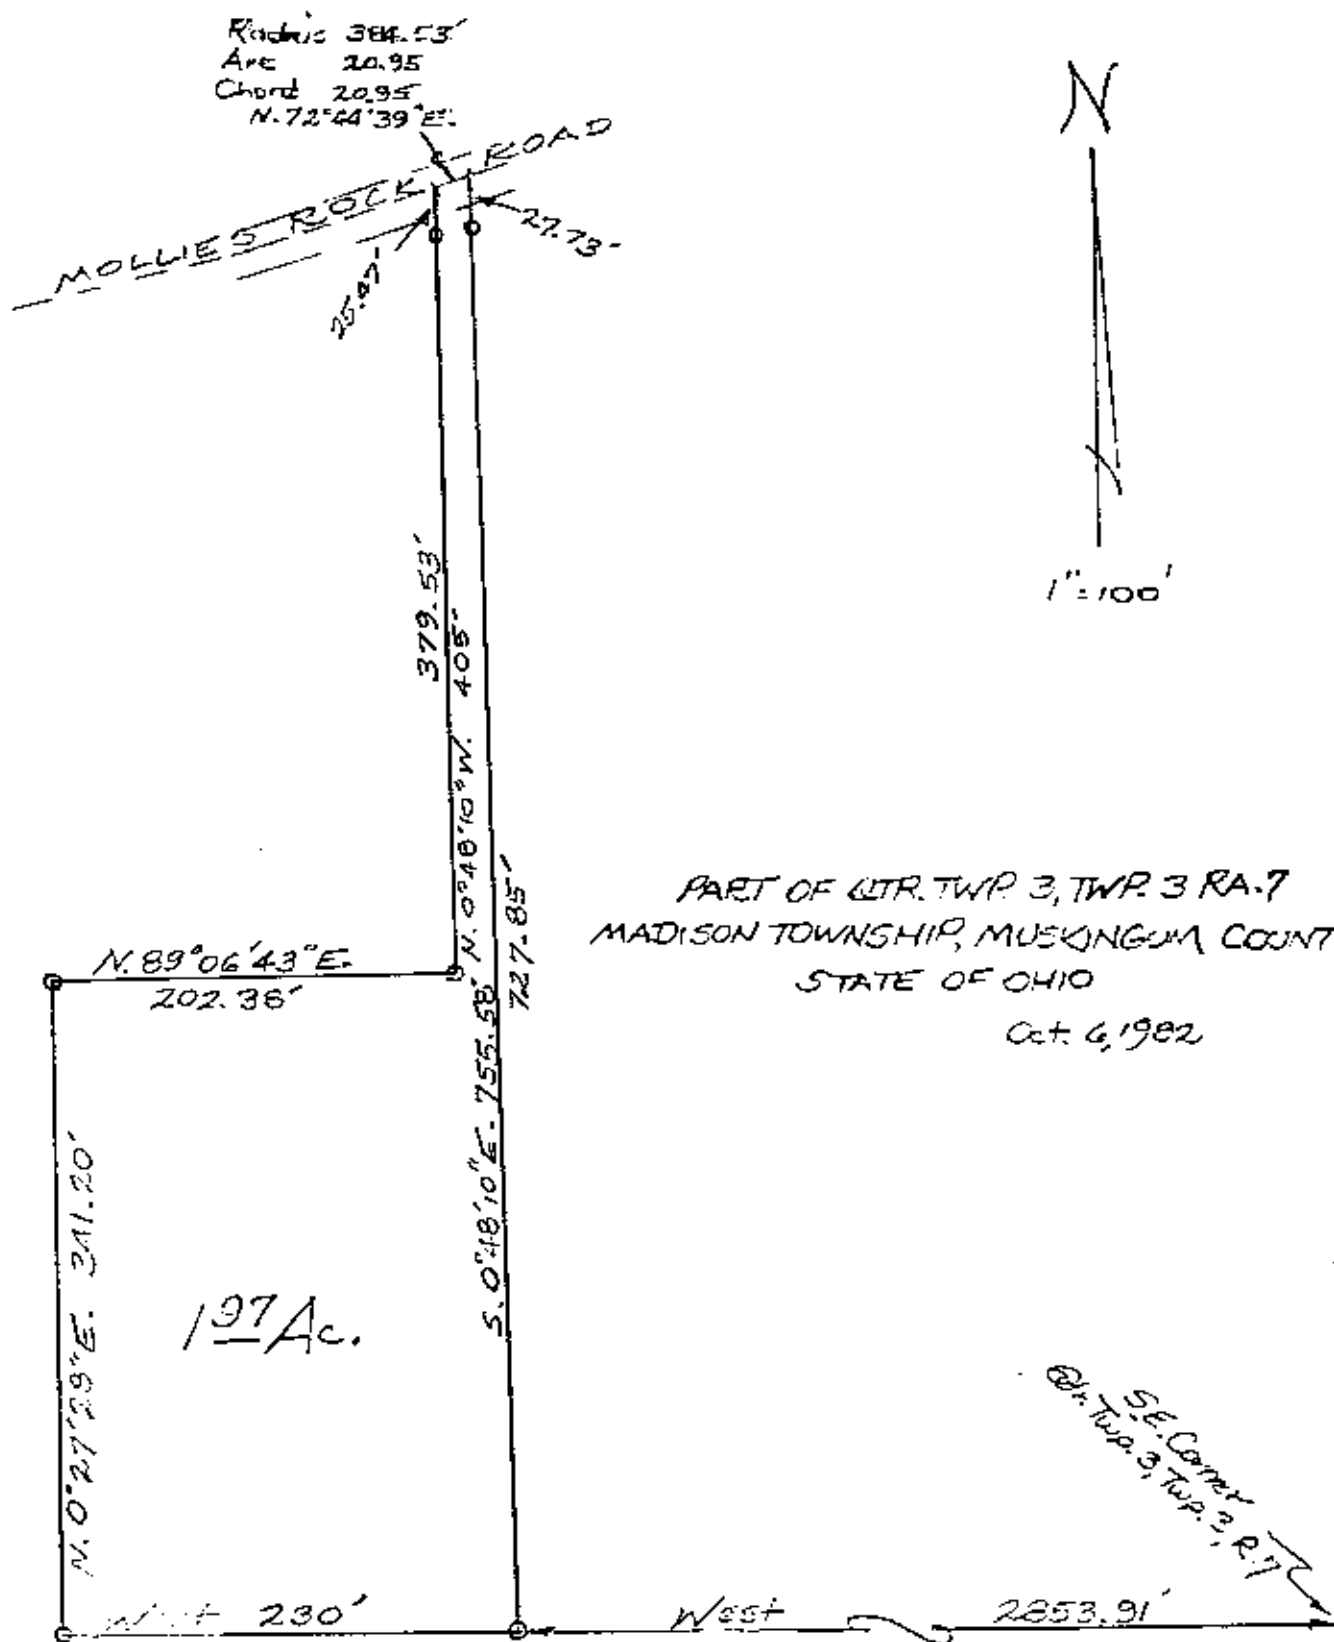 Radius 384.53'
Arc 20.95
Chord 20.95
N. 72°44'39"E.
N
MOLLIES ROCK ROAD
27.73'
25.47'
1"=100'
379.53'
N. 0°48'10"W. 405'
727.85'
PART OF QTR. TWP. 3, TWP. 3 RA. 7
MADISON TOWNSHIP, MUSKINGUM COUNT
STATE OF OHIO
Oct. 6, 1982
N. 89°06'43"E.
202.36'
S. 0°48'10"E. 755.58'
N. 0°27'29"E. 341.20'
1 97 Ac.
S.E. Corner
Qtr. Twp. 3, Twp. 3, R. 7
West 230'
West 2853.91'